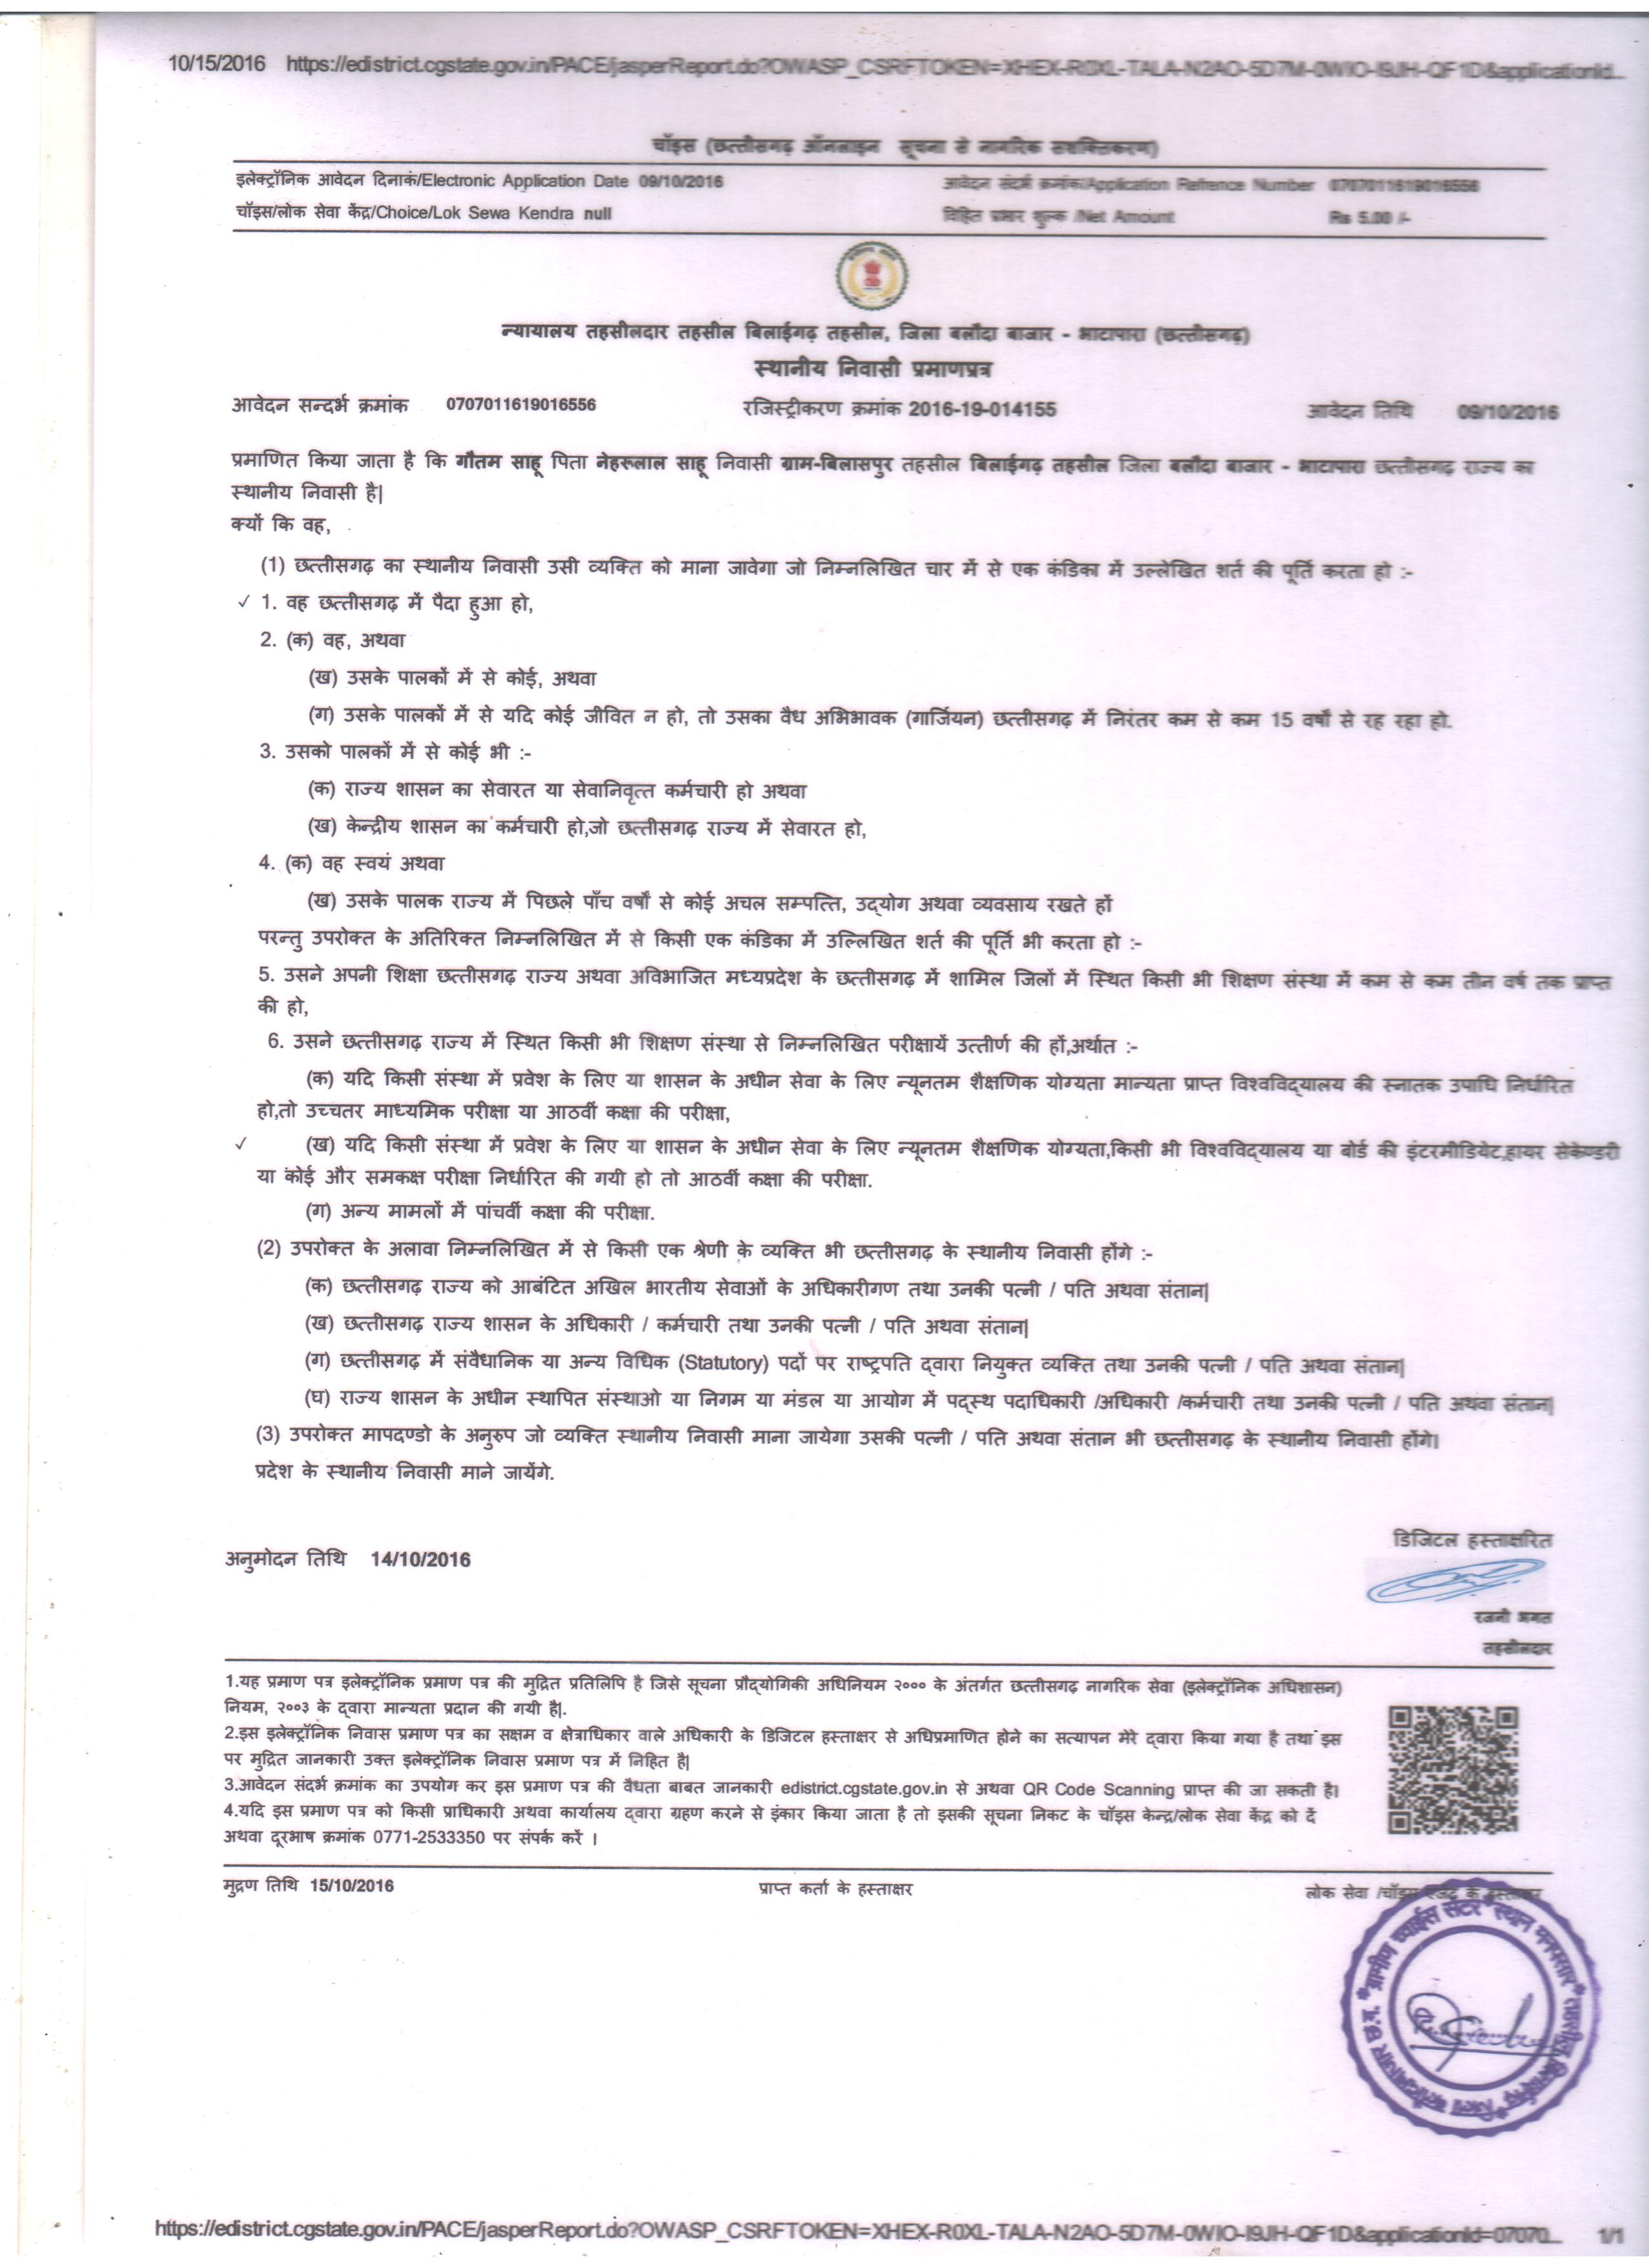 10/15/2016 https://edistrict.cgstate.gov.in/PACE/jasperReport.do?OWASP_CSRFTOKEN=XHEX-R0XL-TALA-N2AO-5D7M-0WIO-I9JH-QF1D&applicationId...
चॉइस (छत्तीसगढ़ ऑनलाइन सूचना से नागरिक सशक्तिकरण)
इलेक्ट्रॉनिक आवेदन दिनाकं/Electronic Application Date 09/10/2016 आवेदन संदर्भ क्रमांक/Application Refrence Number 0707011619016556
चॉइस/लोक सेवा केंद्र/Choice/Lok Sewa Kendra null विहित प्रभार शुल्क /Net Amount Rs 5.00 /-
न्यायालय तहसीलदार तहसील बिलाईगढ़ तहसील, जिला बलौदा बाजार - भाटापारा (छत्तीसगढ़)
स्थानीय निवासी प्रमाणप्रत्र
आवेदन सन्दर्भ क्रमांक 0707011619016556 रजिस्ट्रीकरण क्रमांक 2016-19-014155 आवेदन तिथि 09/10/2016
प्रमाणित किया जाता है कि गौतम साहू पिता नेहरूलाल साहू निवासी ग्राम-बिलासपुर तहसील बिलाईगढ़ तहसील जिला बलौदा बाजार - भाटापारा छत्तीसगढ़ राज्य का
स्थानीय निवासी है|
क्यों कि वह,
(1) छत्तीसगढ़ का स्थानीय निवासी उसी व्यक्ति को माना जावेगा जो निम्नलिखित चार में से एक कंडिका में उल्लेखित शर्त की पूर्ति करता हो :-
✓ 1. वह छत्तीसगढ़ में पैदा हुआ हो,
2. (क) वह, अथवा
(ख) उसके पालकों में से कोई, अथवा
(ग) उसके पालकों में से यदि कोई जीवित न हो, तो उसका वैध अभिभावक (गार्जियन) छत्तीसगढ़ में निरंतर कम से कम 15 वर्षों से रह रहा हो.
3. उसको पालकों में से कोई भी :-
(क) राज्य शासन का सेवारत या सेवानिवृत्त कर्मचारी हो अथवा
(ख) केन्द्रीय शासन का कर्मचारी हो,जो छत्तीसगढ़ राज्य में सेवारत हो,
4. (क) वह स्वयं अथवा
(ख) उसके पालक राज्य में पिछले पाँच वर्षों से कोई अचल सम्पत्ति, उद्योग अथवा व्यवसाय रखते हों
परन्तु उपरोक्त के अतिरिक्त निम्नलिखित में से किसी एक कंडिका में उल्लिखित शर्त की पूर्ति भी करता हो :-
5. उसने अपनी शिक्षा छत्तीसगढ़ राज्य अथवा अविभाजित मध्यप्रदेश के छत्तीसगढ़ में शामिल जिलों में स्थित किसी भी शिक्षण संस्था में कम से कम तीन वर्ष तक प्राप्त
की हो,
6. उसने छत्तीसगढ़ राज्य में स्थित किसी भी शिक्षण संस्था से निम्नलिखित परीक्षायें उत्तीर्ण की हों,अर्थात :-
(क) यदि किसी संस्था में प्रवेश के लिए या शासन के अधीन सेवा के लिए न्यूनतम शैक्षणिक योग्यता मान्यता प्राप्त विश्वविद्यालय की स्नातक उपाधि निर्धारित
हो,तो उच्चतर माध्यमिक परीक्षा या आठवीं कक्षा की परीक्षा,
✓ (ख) यदि किसी संस्था में प्रवेश के लिए या शासन के अधीन सेवा के लिए न्यूनतम शैक्षणिक योग्यता,किसी भी विश्वविद्यालय या बोर्ड की इंटरमीडियेट,हायर सेकेण्डरी
या कोई और समकक्ष परीक्षा निर्धारित की गयी हो तो आठवीं कक्षा की परीक्षा.
(ग) अन्य मामलों में पांचवीं कक्षा की परीक्षा.
(2) उपरोक्त के अलावा निम्नलिखित में से किसी एक श्रेणी के व्यक्ति भी छत्तीसगढ़ के स्थानीय निवासी होंगे :-
(क) छत्तीसगढ़ राज्य को आबंटित अखिल भारतीय सेवाओं के अधिकारीगण तथा उनकी पत्नी / पति अथवा संतान|
(ख) छत्तीसगढ़ राज्य शासन के अधिकारी / कर्मचारी तथा उनकी पत्नी / पति अथवा संतान|
(ग) छत्तीसगढ़ में संवैधानिक या अन्य विधिक (Statutory) पदों पर राष्ट्रपति द्वारा नियुक्त व्यक्ति तथा उनकी पत्नी / पति अथवा संतान|
(घ) राज्य शासन के अधीन स्थापित संस्थाओ या निगम या मंडल या आयोग में पद्स्थ पदाधिकारी /अधिकारी /कर्मचारी तथा उनकी पत्नी / पति अथवा संतान|
(3) उपरोक्त मापदण्डो के अनुरुप जो व्यक्ति स्थानीय निवासी माना जायेगा उसकी पत्नी / पति अथवा संतान भी छत्तीसगढ़ के स्थानीय निवासी होंगे|
प्रदेश के स्थानीय निवासी माने जायेंगे.
डिजिटल हस्ताक्षरित
अनुमोदन तिथि 14/10/2016
रजनी भगत
तहसीलदार
1.यह प्रमाण पत्र इलेक्ट्रॉनिक प्रमाण पत्र की मुद्रित प्रतिलिपि है जिसे सूचना प्रौद्योगिकी अधिनियम २००० के अंतर्गत छत्तीसगढ़ नागरिक सेवा (इलेक्ट्रॉनिक अधिशासन)
नियम, २००३ के द्वारा मान्यता प्रदान की गयी है|.
2.इस इलेक्ट्रॉनिक निवास प्रमाण पत्र का सक्षम व क्षेत्राधिकार वाले अधिकारी के डिजिटल हस्ताक्षर से अधिप्रमाणित होने का सत्यापन मेरे द्वारा किया गया है तथा इस
पर मुद्रित जानकारी उक्त इलेक्ट्रॉनिक निवास प्रमाण पत्र में निहित है|
3.आवेदन संदर्भ क्रमांक का उपयोग कर इस प्रमाण पत्र की वैधता बाबत जानकारी edistrict.cgstate.gov.in से अथवा QR Code Scanning प्राप्त की जा सकती है।
4.यदि इस प्रमाण पत्र को किसी प्राधिकारी अथवा कार्यालय द्वारा ग्रहण करने से इंकार किया जाता है तो इसकी सूचना निकट के चॉइस केन्द्र/लोक सेवा केंद्र को दें
अथवा दूरभाष क्रमांक 0771-2533350 पर संपर्क करें ।
मुद्रण तिथि 15/10/2016 प्राप्त कर्ता के हस्ताक्षर लोक सेवा /चॉइस एजेंट के हस्ताक्षर
ग्रामीण च्वाईस सेंटर स्थान
https://edistrict.cgstate.gov.in/PACE/jasperReport.do?OWASP_CSRFTOKEN=XHEX-R0XL-TALA-N2AO-5D7M-0WIO-I9JH-QF1D&applicationId=07070... 1/1